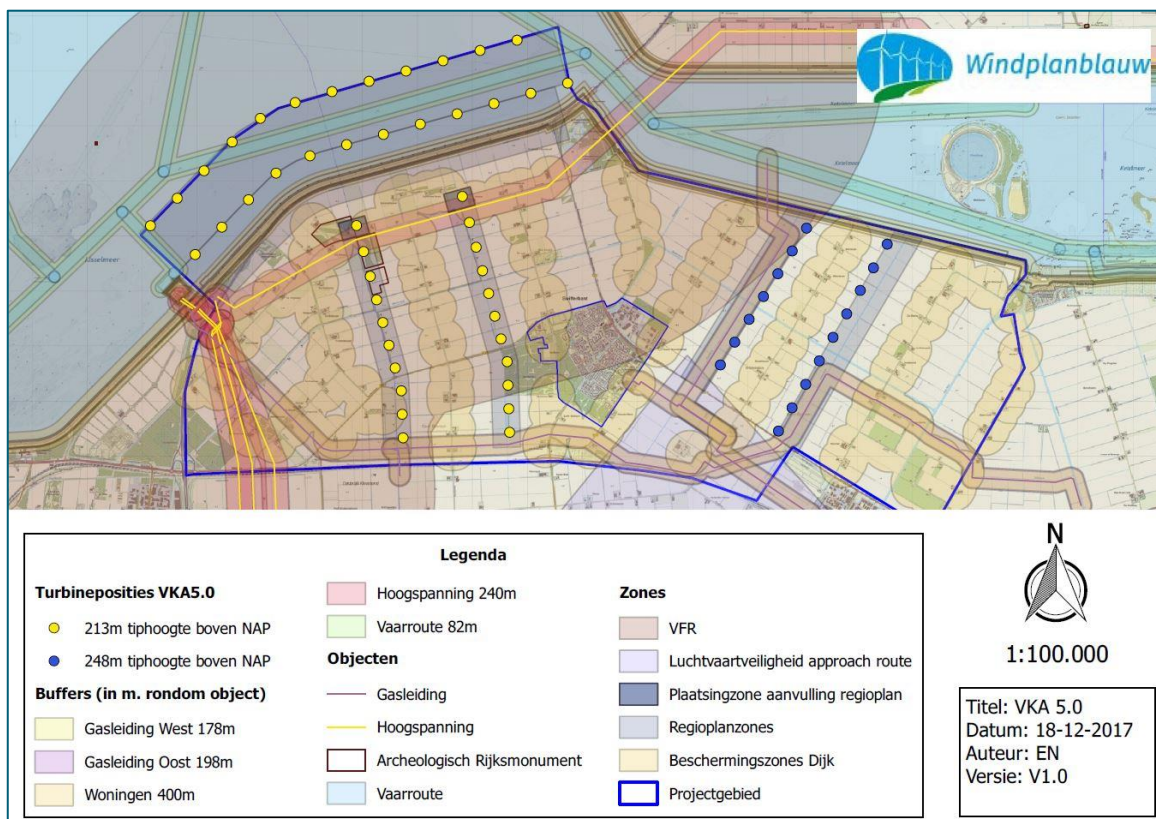 Windplanblauw
IJsselmeer
Legenda
Turbineposities VKA5.0
213m tiphoogte boven NAP
248m tiphoogte boven NAP
Buffers (in m. rondom object)
Gasleiding West 178m
Gasleiding Oost 198m
Woningen 400m
Hoogspanning 240m
Vaarroute 82m
Objecten
Gasleiding
Hoogspanning
Archeologisch Rijksmonument
Vaarroute
Zones
VFR
Luchtvaartveiligheid approach route
Plaatsingzone aanvulling regioplan
Regioplanzones
Beschermingszones Dijk
Projectgebied
N
1:100.000
Titel: VKA 5.0
Datum: 18-12-2017
Auteur: EN
Versie: V1.0